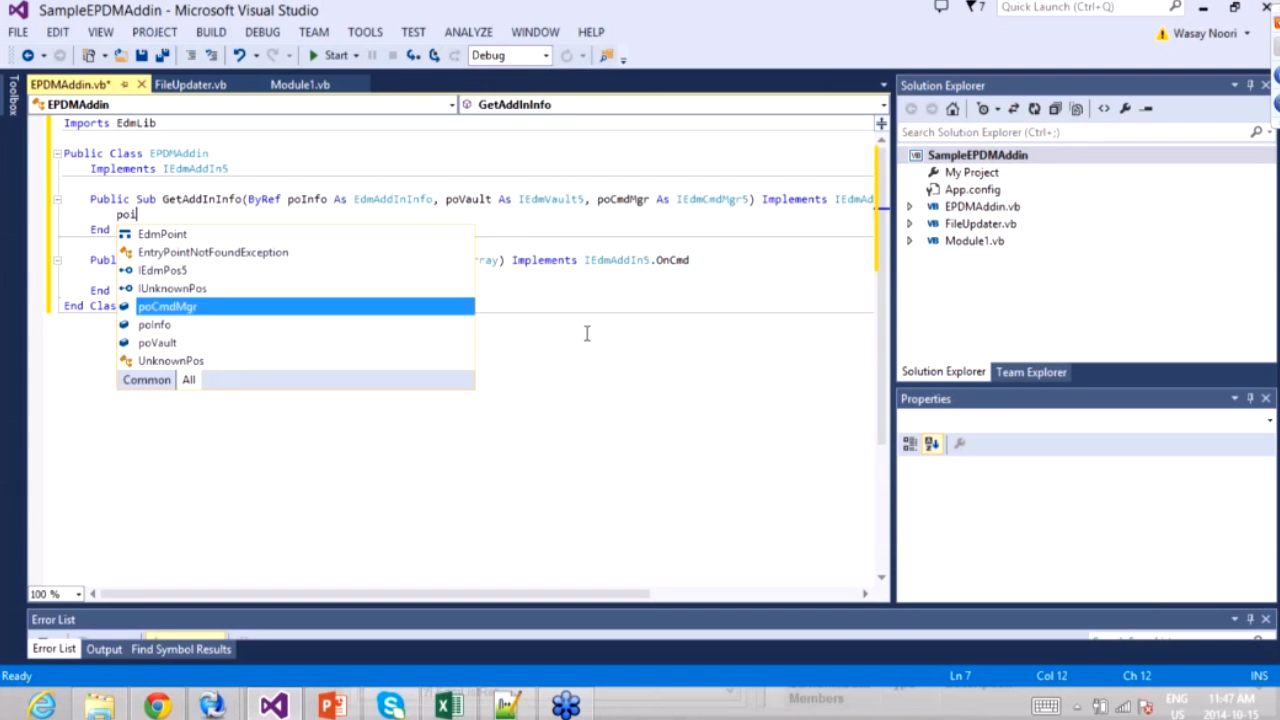 SampleEPDMAddin - Microsoft Visual Studio
7
Quick Launch (Ctrl+Q)
FILE EDIT VIEW PROJECT BUILD DEBUG TEAM TOOLS TEST ANALYZE WINDOW HELP
Wasay Noori
Start
Debug
Toolbox
EPDMAddin.vb*
FileUpdater.vb
Module1.vb
EPDMAddin
GetAddInInfo
Imports EdmLib
Public Class EPDMAddin
Implements IEdmAddIn5
Public Sub GetAddInInfo(ByRef poInfo As EdmAddInInfo, poVault As IEdmVault5, poCmdMgr As IEdmCmdMgr5) Implements IEdmAd
poi
End
EdmPoint
EntryPointNotFoundException
Publ
rray) Implements IEdmAddIn5.OnCmd
IEdmPos5
IUnknownPos
End
End Clas
poCmdMgr
poInfo
poVault
UnknownPos
Common All
100 %
Solution Explorer
Search Solution Explorer (Ctrl+;)
SampleEPDMAddin
My Project
App.config
EPDMAddin.vb
FileUpdater.vb
Module1.vb
Solution Explorer Team Explorer
Properties
Error List
Error List Output Find Symbol Results
Ready
Ln 7
Col 12
Ch 12
INS
Members
ENG
US
11:47 AM
2014-10-15